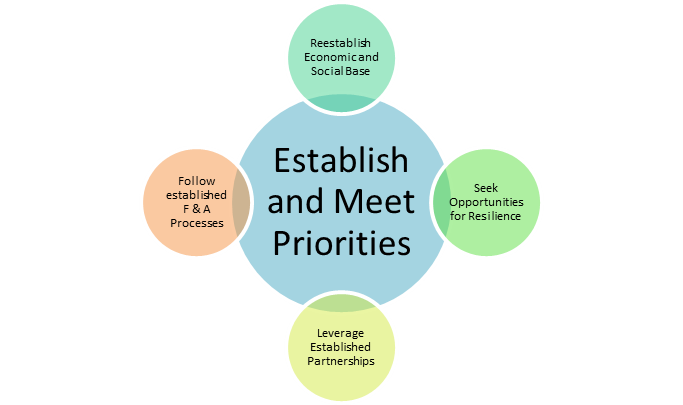 Reestablish
Economic and
Social Base
Establish
and Meet
Priorities
Follow
established
F & A
Processes
Seek
Opportunities
for Resilience
Leverage
Established
Partnerships